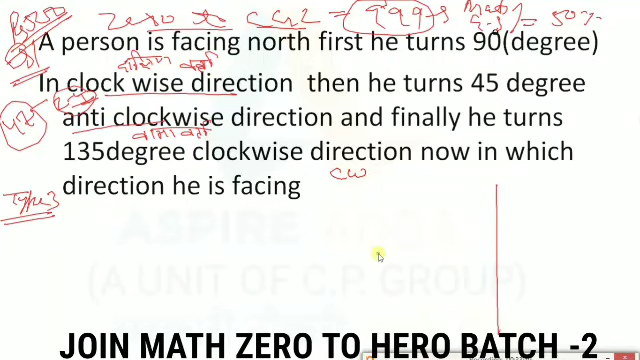 zero to
= 50%
A person is facing north first he turns 90(degree)
In clock wise direction then he turns 45 degree
anti clockwise direction and finally he turns
135degree clockwise direction now in which
direction he is facing
CW
Type 3
ASPIRE
(A UNIT OF C.P. GROUP)
JOIN MATH ZERO TO HERO BATCH -2